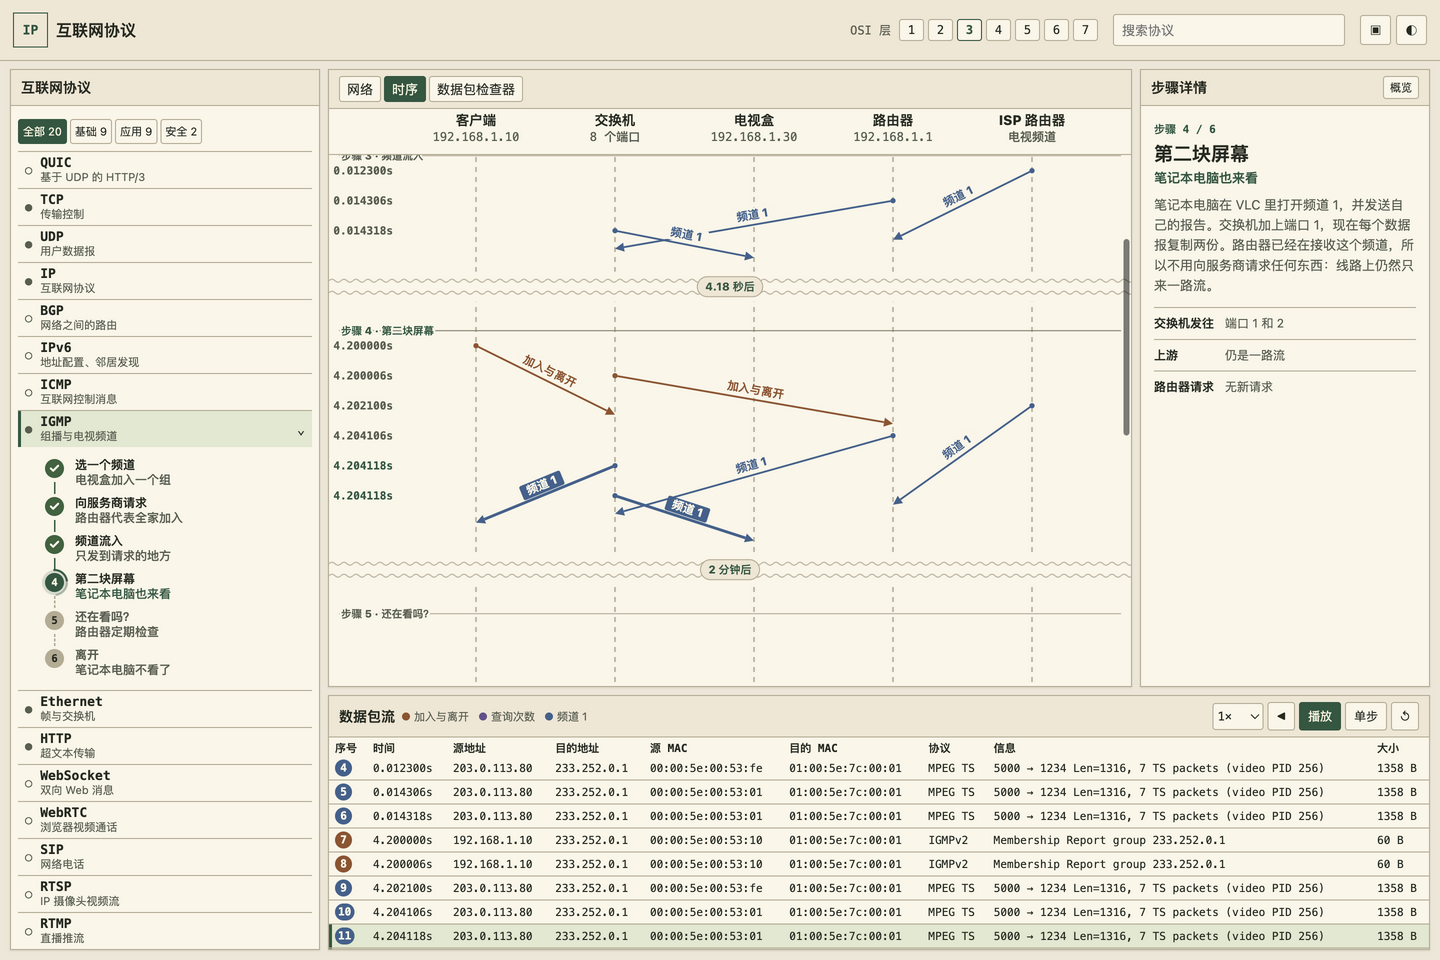 IP 互联网协议
OSI 层 1 2 3 4 5 6 7 搜索协议
互联网协议
全部 20 基础 9 应用 9 安全 2
QUIC
基于 UDP 的 HTTP/3
TCP
传输控制
UDP
用户数据报
IP
互联网协议
BGP
网络之间的路由
IPv6
地址配置、邻居发现
ICMP
互联网控制消息
IGMP
组播与电视频道
选一个频道
电视盒加入一个组
向服务商请求
路由器代表全家加入
频道流入
只发到请求的地方
4 第二块屏幕
笔记本电脑也来看
5 还在看吗?
路由器定期检查
6 离开
笔记本电脑不看了
Ethernet
帧与交换机
HTTP
超文本传输
WebSocket
双向 Web 消息
WebRTC
浏览器视频通话
SIP
网络电话
RTSP
IP 摄像头视频流
RTMP
直播推流
网络 时序 数据包检查器
客户端 交换机 电视盒 路由器 ISP 路由器
192.168.1.10 8 个端口 192.168.1.30 192.168.1.1 电视频道
步骤 3 · 频道流入
0.012300s
频道 1
0.014306s
频道 1
0.014318s
频道 1
4.18 秒后
步骤 4 · 第二块屏幕
4.200000s
加入与离开
4.200006s
加入与离开
4.202100s
频道 1
4.204106s
频道 1
4.204118s
频道 1
4.204118s
频道 1
2 分钟后
步骤 5 · 还在看吗?
步骤详情 概览
步骤 4 / 6
第二块屏幕
笔记本电脑也来看
笔记本电脑在 VLC 里打开频道 1，并发送自
己的报告。交换机加上端口 1，现在每个数据
报复制两份。路由器已经在接收这个频道，所
以不用向服务商请求任何东西：线路上仍然只
来一路流。
交换机发往 端口 1 和 2
上游 仍是一路流
路由器请求 无新请求
数据包流 加入与离开 查询次数 频道 1
1× 播放 单步
序号 时间 源地址 目的地址 源 MAC 目的 MAC 协议 信息 大小
4 0.012300s 203.0.113.80 233.252.0.1 00:00:5e:00:53:fe 01:00:5e:7c:00:01 MPEG TS 5000 → 1234 Len=1316, 7 TS packets (video PID 256) 1358 B
5 0.014306s 203.0.113.80 233.252.0.1 00:00:5e:00:53:01 01:00:5e:7c:00:01 MPEG TS 5000 → 1234 Len=1316, 7 TS packets (video PID 256) 1358 B
6 0.014318s 203.0.113.80 233.252.0.1 00:00:5e:00:53:01 01:00:5e:7c:00:01 MPEG TS 5000 → 1234 Len=1316, 7 TS packets (video PID 256) 1358 B
7 4.200000s 192.168.1.10 233.252.0.1 00:00:5e:00:53:10 01:00:5e:7c:00:01 IGMPv2 Membership Report group 233.252.0.1 60 B
8 4.200006s 192.168.1.10 233.252.0.1 00:00:5e:00:53:10 01:00:5e:7c:00:01 IGMPv2 Membership Report group 233.252.0.1 60 B
9 4.202100s 203.0.113.80 233.252.0.1 00:00:5e:00:53:fe 01:00:5e:7c:00:01 MPEG TS 5000 → 1234 Len=1316, 7 TS packets (video PID 256) 1358 B
10 4.204106s 203.0.113.80 233.252.0.1 00:00:5e:00:53:01 01:00:5e:7c:00:01 MPEG TS 5000 → 1234 Len=1316, 7 TS packets (video PID 256) 1358 B
11 4.204118s 203.0.113.80 233.252.0.1 00:00:5e:00:53:01 01:00:5e:7c:00:01 MPEG TS 5000 → 1234 Len=1316, 7 TS packets (video PID 256) 1358 B